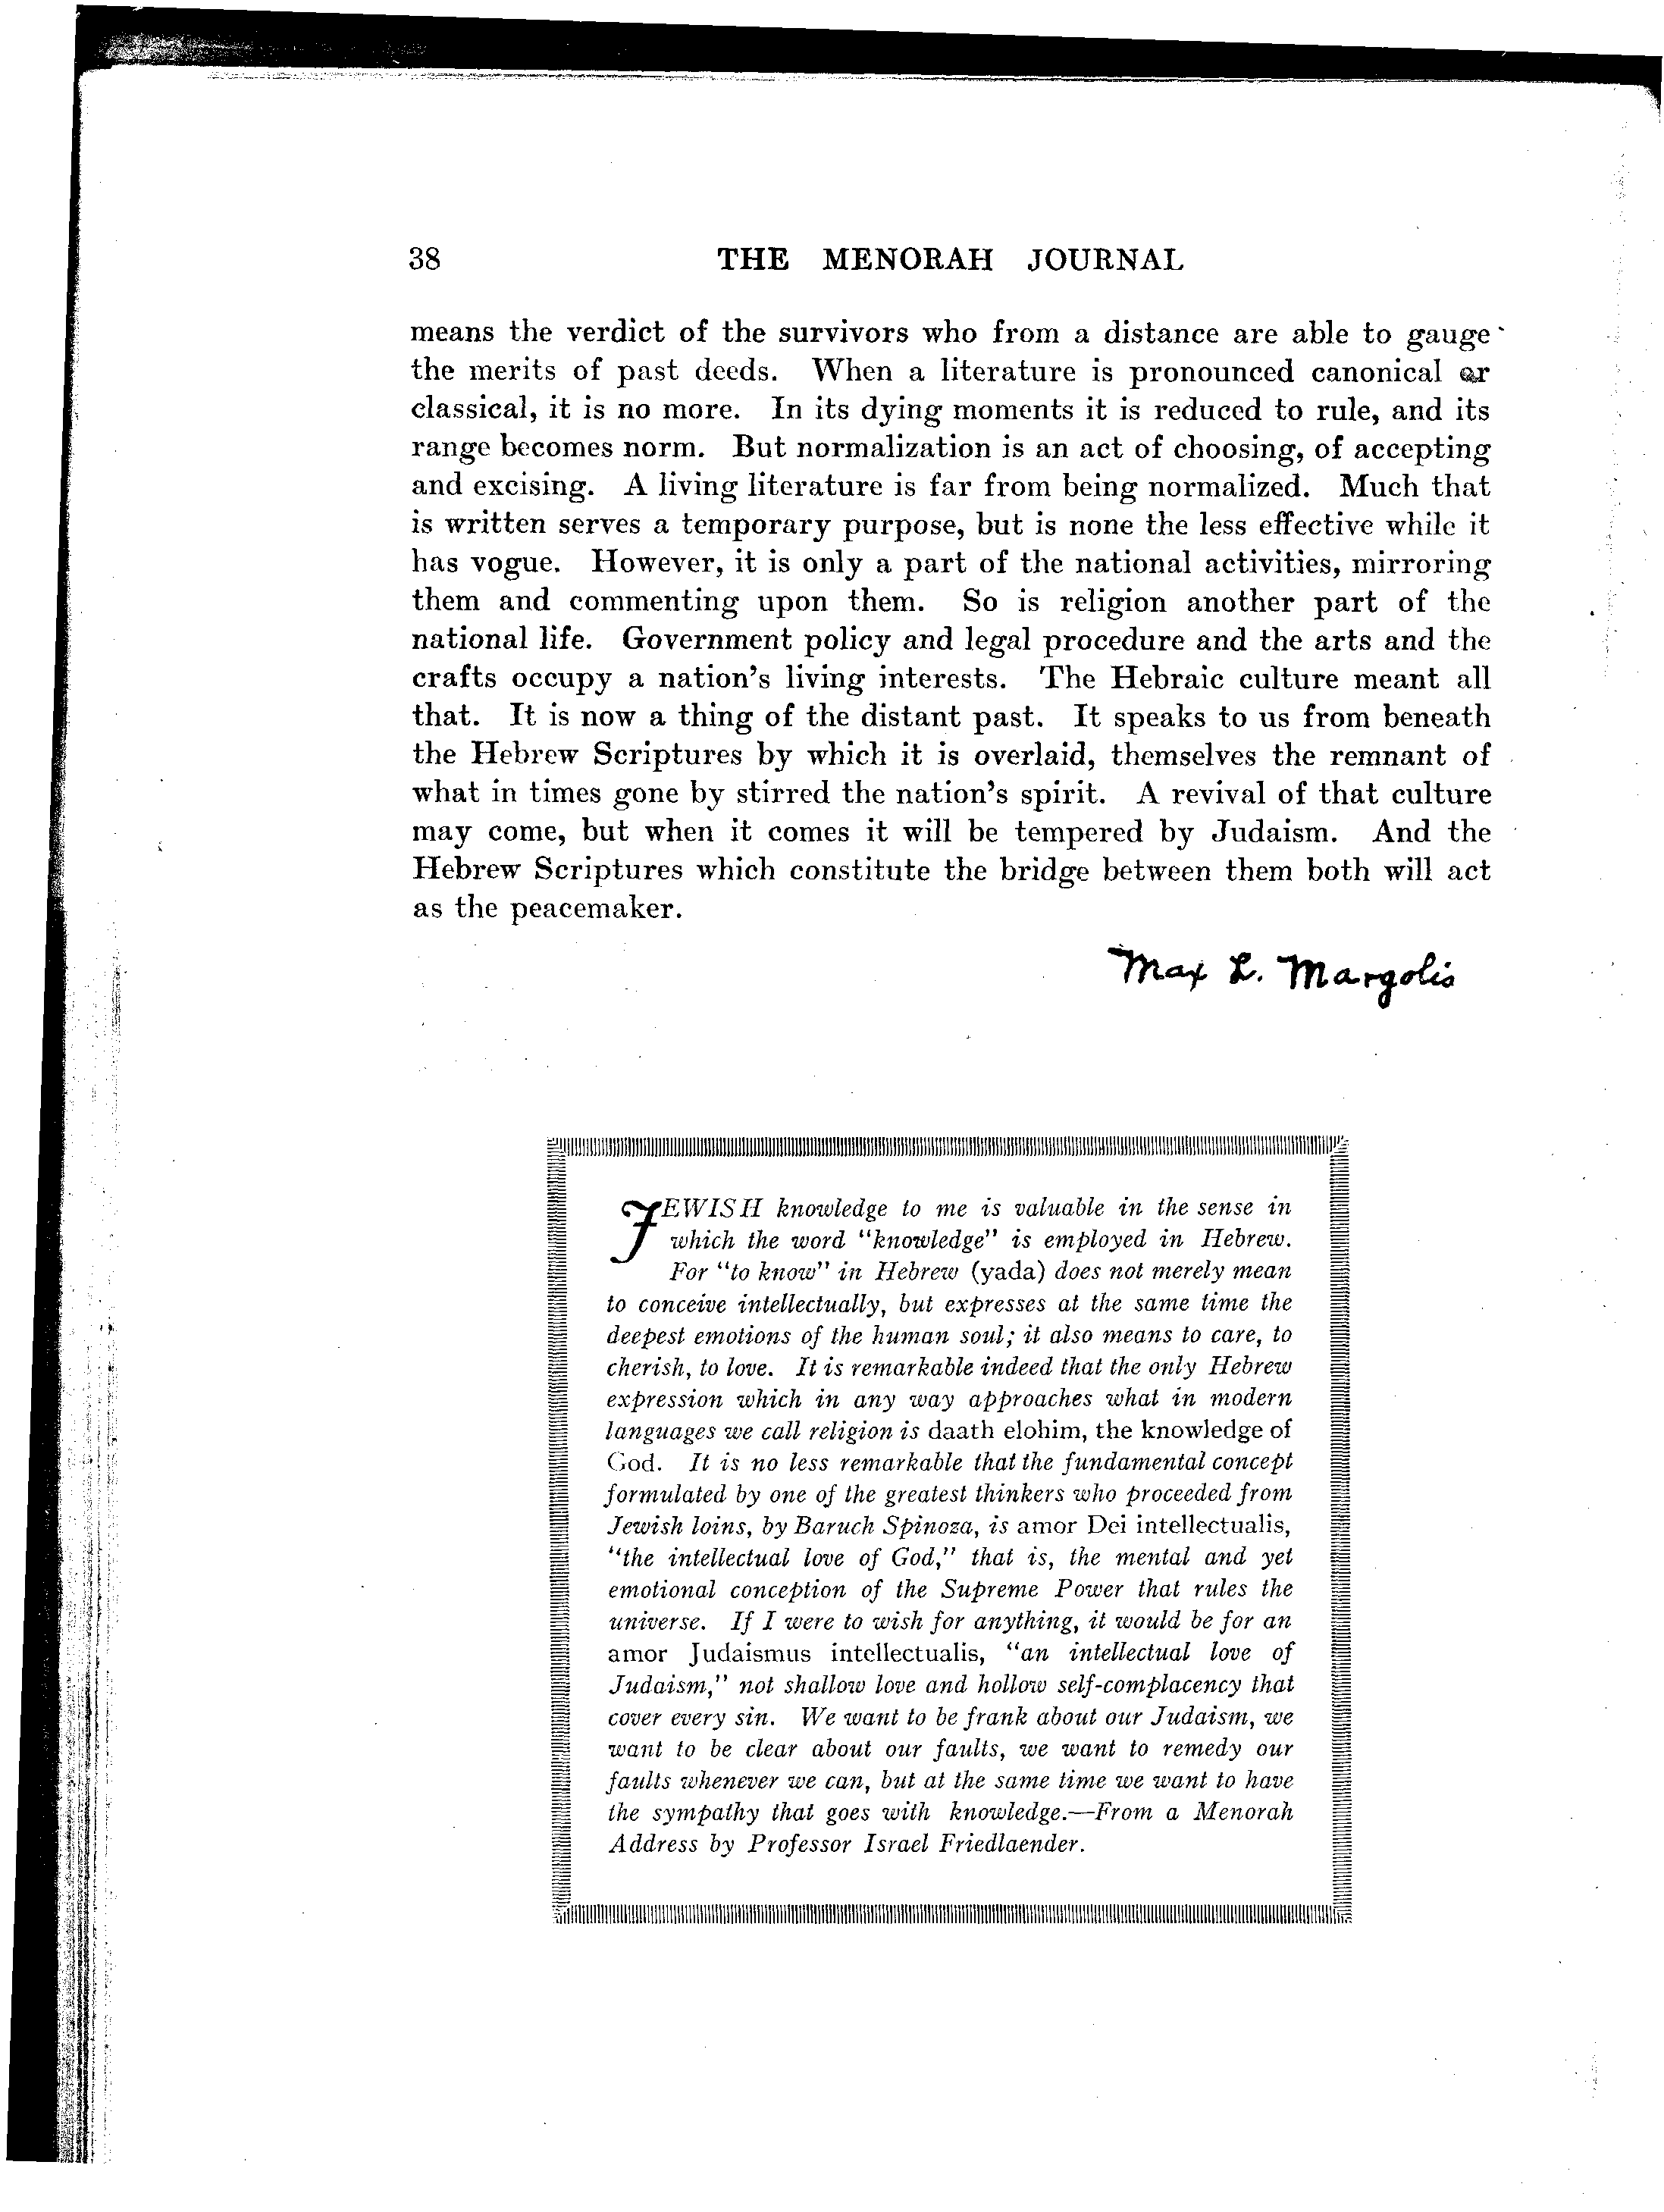 38 THE MENORAH JOURNAL
means the verdict of the survivors who from a distance are able to gauge
the merits of past deeds. When a literature is pronounced canonical or
classical, it is no more. In its dying moments it is reduced to rule, and its
range becomes norm. But normalization is an act of choosing, of accepting
and excising. A living literature is far from being normalized. Much that
is written serves a temporary purpose, but is none the less effective while it
has vogue. However, it is only a part of the national activities, mirroring
them and commenting upon them. So is religion another part of the
national life. Government policy and legal procedure and the arts and the
crafts occupy a nation's living interests. The Hebraic culture meant all
that. It is now a thing of the distant past. It speaks to us from beneath
the Hebrew Scriptures by which it is overlaid, themselves the remnant of
what in times gone by stirred the nation's spirit. A revival of that culture
may come, but when it comes it will be tempered by Judaism. And the
Hebrew Scriptures which constitute the bridge between them both will act
as the peacemaker.
Max L. Margolis
JEWISH knowledge to me is valuable in the sense in
which the word "knowledge" is employed in Hebrew.
For "to know" in Hebrew (yada) does not merely mean
to conceive intellectually, but expresses at the same time the
deepest emotions of the human soul; it also means to care, to
cherish, to love. It is remarkable indeed that the only Hebrew
expression which in any way approaches what in modern
languages we call religion is daath elohim, the knowledge of
God. It is no less remarkable that the fundamental concept
formulated by one of the greatest thinkers who proceeded from
Jewish loins, by Baruch Spinoza, is amor Dei intellectualis,
"the intellectual love of God," that is, the mental and yet
emotional conception of the Supreme Power that rules the
universe. If I were to wish for anything, it would be for an
amor Judaismus intellectualis, "an intellectual love of
Judaism," not shallow love and hollow self-complacency that
cover every sin. We want to be frank about our Judaism, we
want to be clear about our faults, we want to remedy our
faults whenever we can, but at the same time we want to have
the sympathy that goes with knowledge.—From a Menorah
Address by Professor Israel Friedlaender.